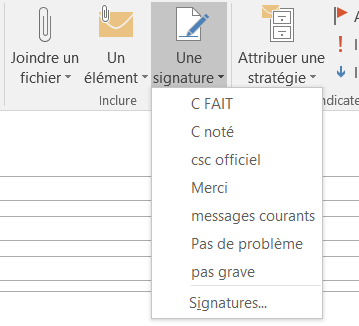 Joindre un fichier
Un élément
Une signature
Attribuer une stratégie
Inclure
C FAIT
C noté
csc officiel
Merci
messages courants
Pas de problème
pas grave
Signatures...